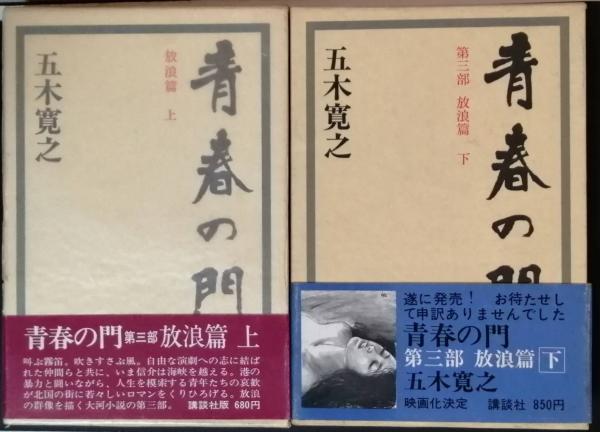 青春の門
放浪篇 上
五木寛之
青春の門 第三部 放浪篇 上
叫ぶ霧笛。吹きすさぶ風。自由な演劇への志に結ば
れた仲間らと共に、いま信介は海峡を越える。港の
暴力と闘いながら、人生を模索する青年たちの哀歓
が北国の街に若々しいロマンをくりひろげる。放浪
の群像を描く大河小説の第三部。 講談社版 680円
青春の門
第三部 放浪篇 下
五木寛之
遂に発売! お待たせし
て申訳ありませんでした
青春の門
第三部 放浪篇 下
五木寛之
映画化決定 講談社 850円